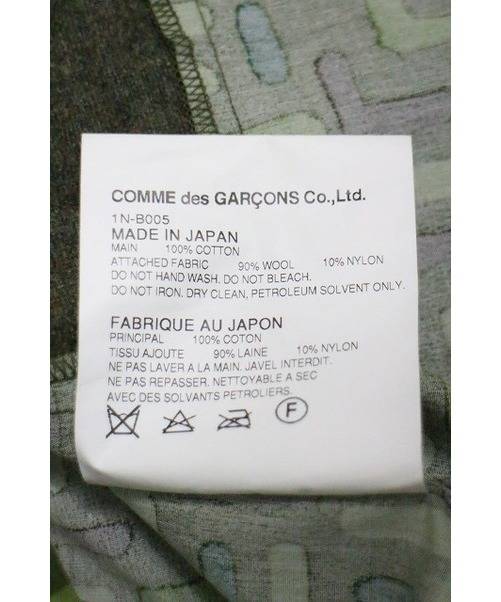 COMME des GARÇONS Co.,Ltd.
1N-B005
MADE IN JAPAN
MAIN 100% COTTON
ATTACHED FABRIC 90% WOOL 10% NYLON
DO NOT HAND WASH. DO NOT BLEACH.
DO NOT IRON. DRY CLEAN, PETROLEUM SOLVENT ONLY.
FABRIQUE AU JAPON
PRINCIPAL 100% COTON
TISSU AJOUTE 90% LAINE 10% NYLON
NE PAS LAVER A LA MAIN. JAVEL INTERDIT.
NE PAS REPASSER. NETTOYABLE A SEC
AVEC DES SOLVANTS PETROLIERS.
F